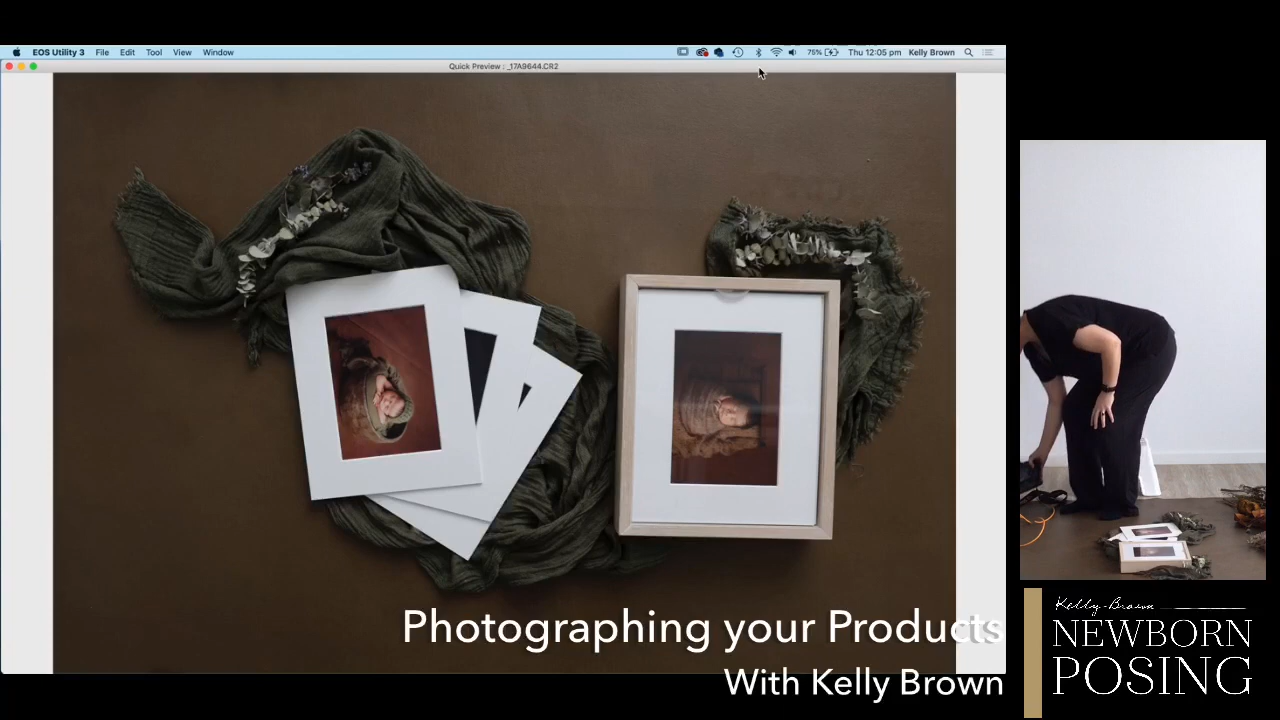 EOS Utility 3 File Edit Tool View Window 75% Thu 12:05 pm Kelly Brown
Quick Preview : _17A9644.CR2
Photographing your Products
With Kelly Brown
Kelly Brown
NEWBORN
POSING